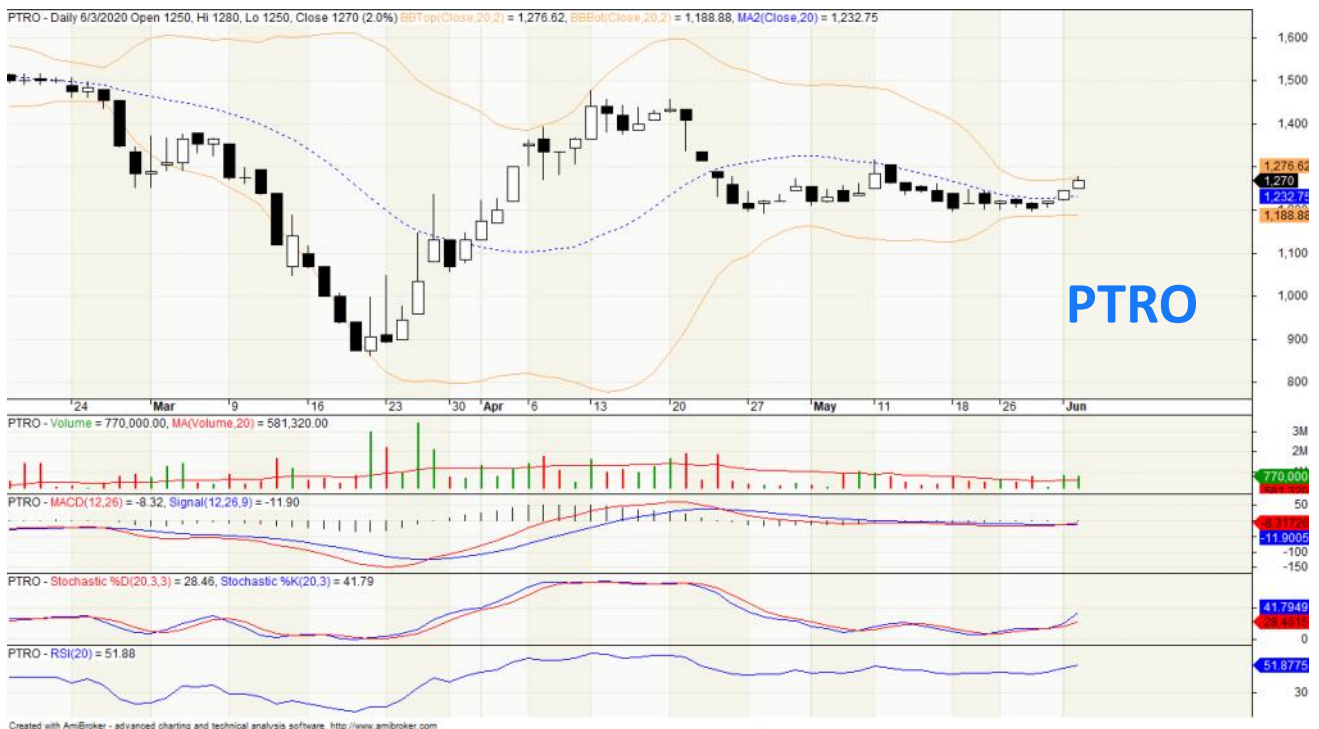 PTRO - Daily 6/3/2020 Open 1250, Hi 1280, Lo 1250, Close 1270 (2.0%) BBTop(Close,20,2) = 1,276.62, BBBot(Close,20,2) = 1,188.88, MA2(Close,20) = 1,232.75
1,600
1,500
1,400
1,300
1,276.62
1,270
1,232.75
1,188.88
1,100
1,000
900
800
PTRO
24 Mar 9 16 23 30 Apr 6 13 20 27 May 11 18 26 Jun
PTRO - Volume = 770,000.00, MA(Volume,20) = 581,320.00
3M
2M
770,000
581,320
PTRO - MACD(12,26) = -8.32, Signal(12,26,9) = -11.90
50
-8.31726
-11.9005
-100
-150
PTRO - Stochastic %D(20,3,3) = 28.46, Stochastic %K(20,3) = 41.79
41.7949
28.4615
0
PTRO - RSI(20) = 51.88
51.8775
30
Created with AmiBroker - advanced charting and technical analysis software. http://www.amibroker.com